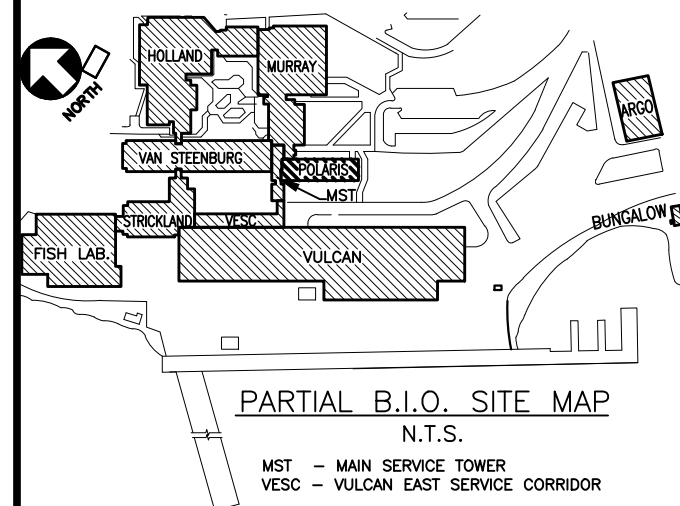 HOLLAND
MURRAY
NORTH
ARGO
VAN STEENBURG
POLARIS
MST
STRICKLAND
VESC
BUNGALOW
FISH LAB.
VULCAN
PARTIAL B.I.O. SITE MAP
N.T.S.
MST – MAIN SERVICE TOWER
VESC – VULCAN EAST SERVICE CORRIDOR